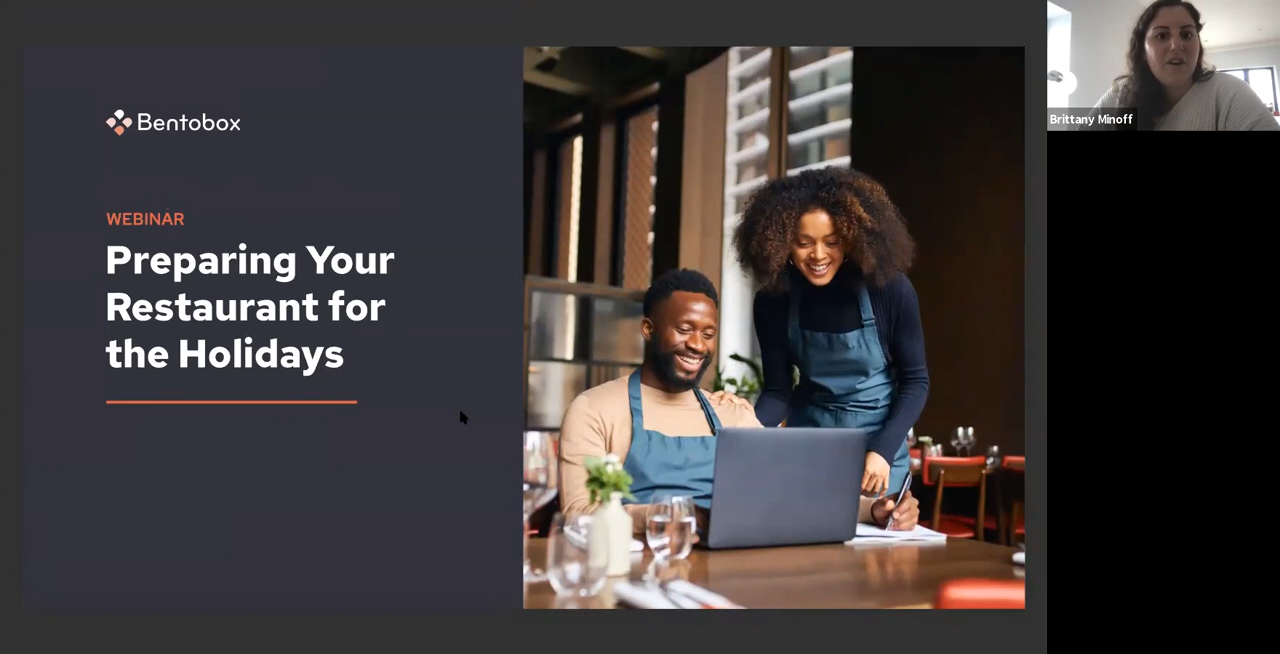 Bentobox
WEBINAR
Preparing Your
Restaurant for
the Holidays
Brittany Minoff